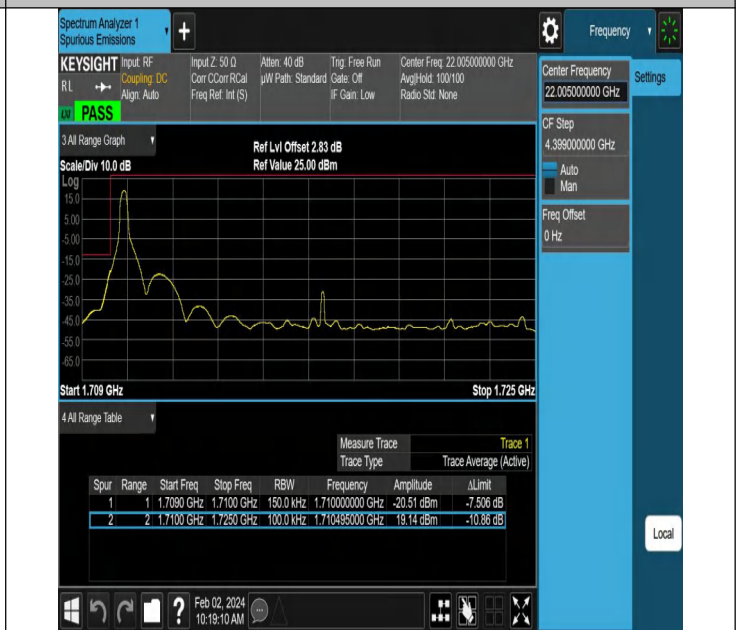 Spectrum Analyzer 1
Spurious Emissions
+
Frequency
KEYSIGHT Input: RF Input Z: 50 Ω Atten: 40 dB Trig: Free Run Center Freq: 22.005000000 GHz
RL Coupling: DC Corr CCorr RCal µW Path: Standard Gate: Off Avg|Hold: 100/100
Align: Auto Freq Ref: Int (S) IF Gain: Low Radio Std: None
PASS
Center Frequency
22.005000000 GHz
Settings
CF Step
4.399000000 GHz
Auto
Man
Freq Offset
0 Hz
3 All Range Graph
Ref Lvl Offset 2.83 dB
Scale/Div 10.0 dB Ref Value 25.00 dBm
Log
15.0
5.00
-5.00
-15.0
-25.0
-35.0
-45.0
-55.0
-65.0
Start 1.709 GHz Stop 1.725 GHz
4 All Range Table
Measure Trace Trace 1
Trace Type Trace Average (Active)
Spur Range Start Freq Stop Freq RBW Frequency Amplitude ΔLimit
1 1 1.7090 GHz 1.7100 GHz 150.0 kHz 1.710000000 GHz -20.51 dBm -7.506 dB
2 2 1.7100 GHz 1.7250 GHz 100.0 kHz 1.710495000 GHz 19.14 dBm -10.86 dB
Local
? Feb 02, 2024
10:19:10 AM